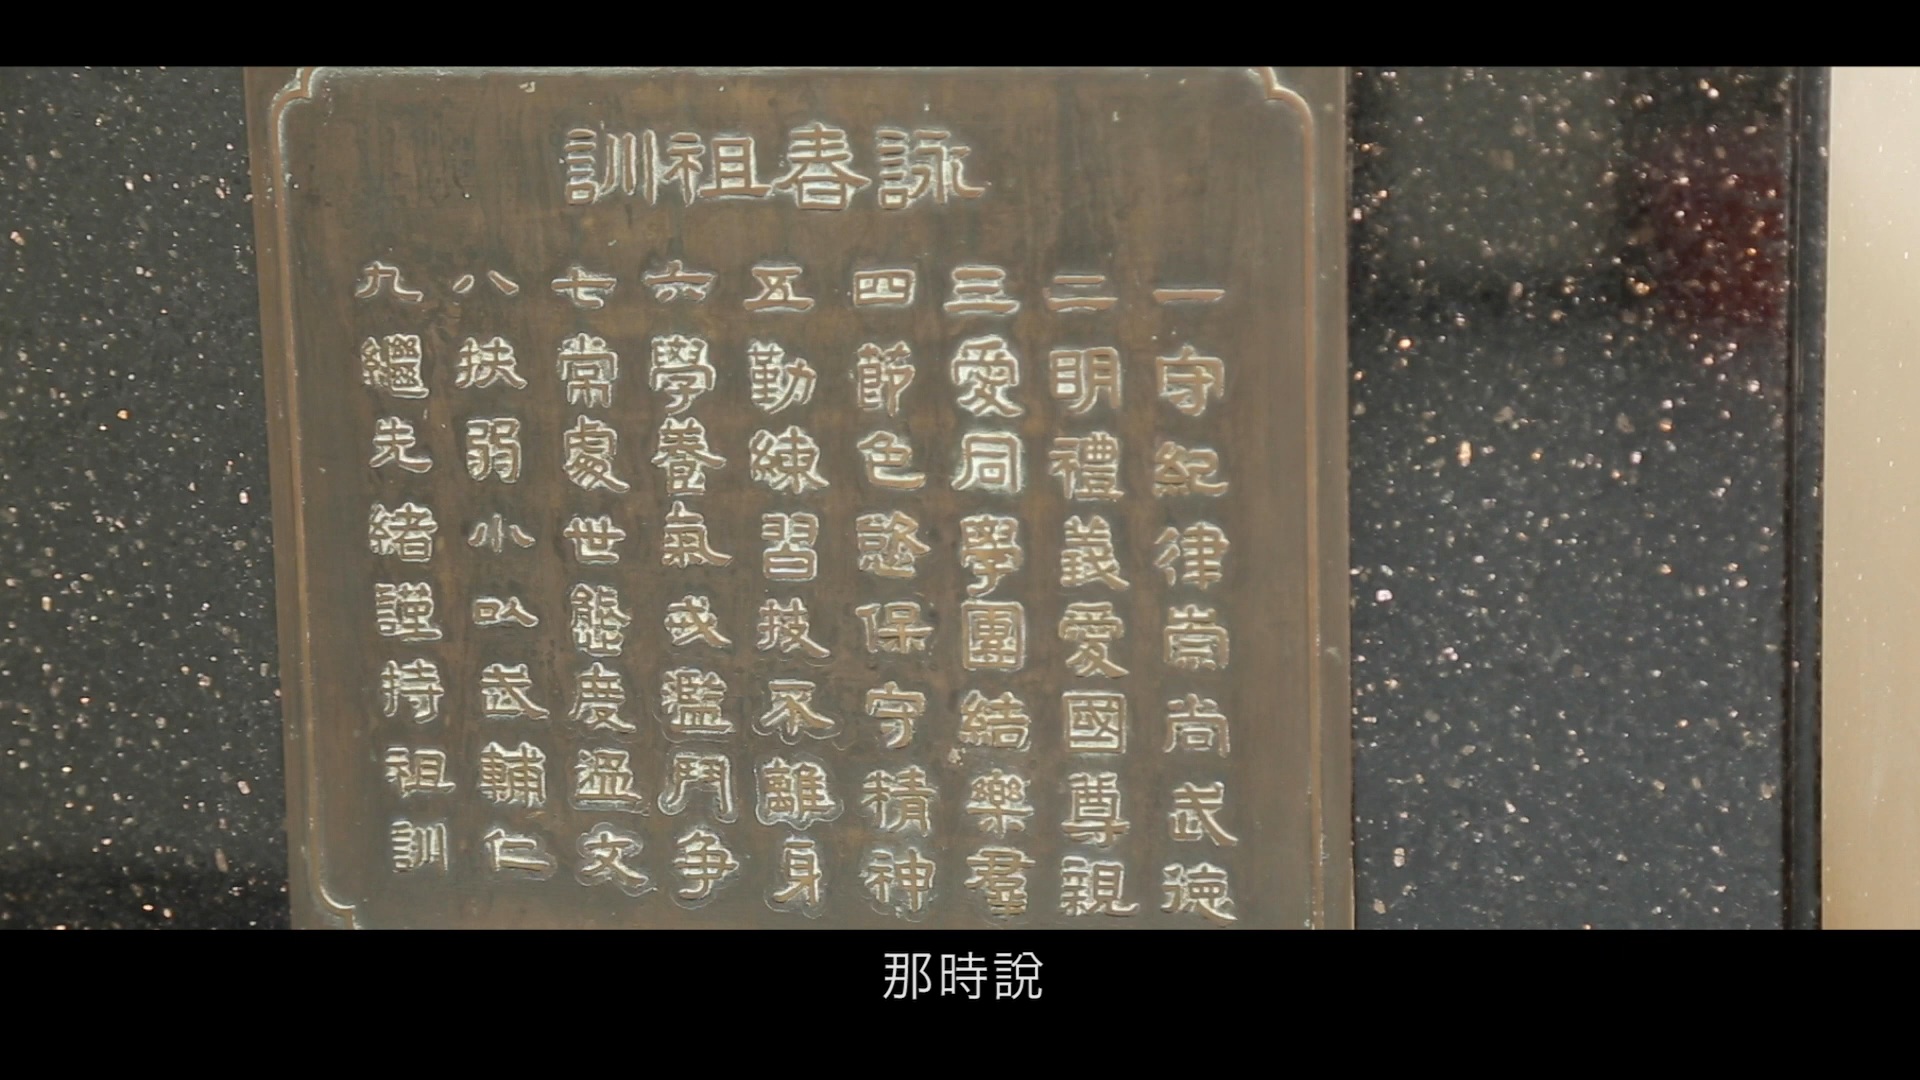 詠春祖訓
一守紀律崇尚武德
二明禮義愛國尊親
三愛同學團結樂羣
四節色慾保守精神
五勤練習技不離身
六學養氣戒濫鬥爭
七常處世態度溫文
八扶弱小以武輔仁
九繼先緒謹持祖訓
那時說